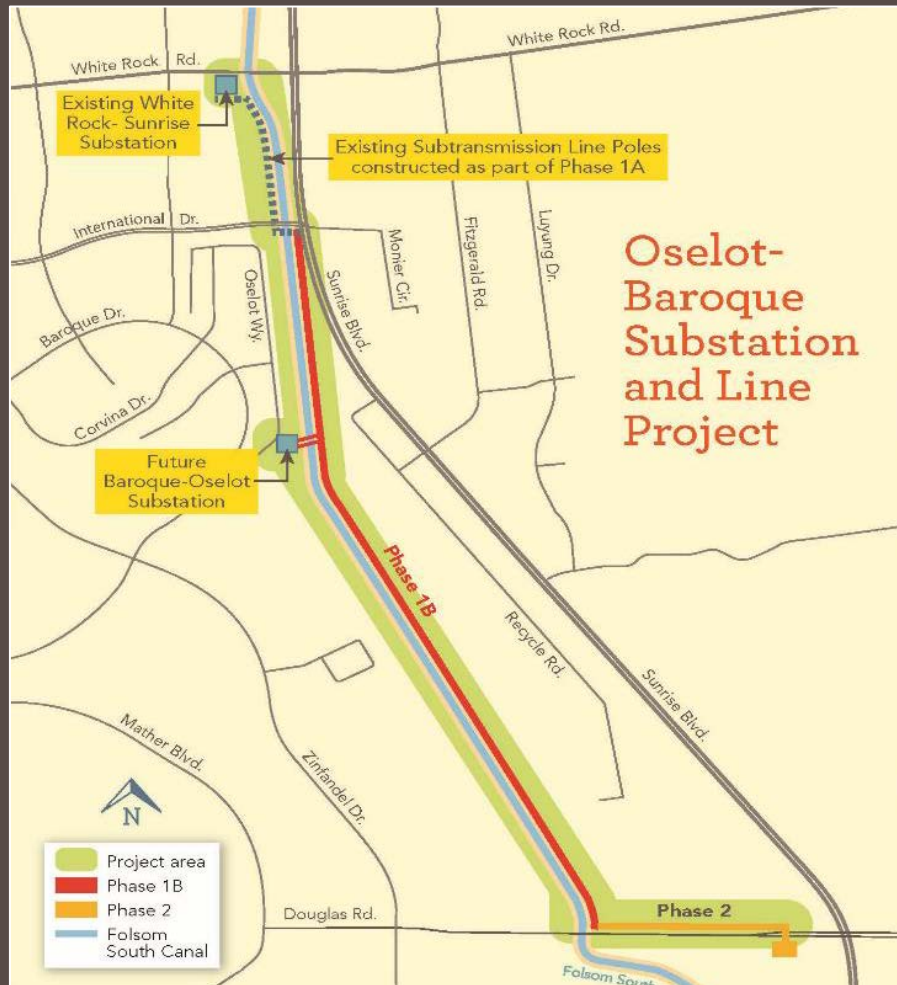 White Rock Rd.
White Rock Rd.
Existing White
Rock- Sunrise
Substation
Existing Subtransmission Line Poles
constructed as part of Phase 1A
International Dr.
Monier Cir.
Fitzgerald Rd.
Luyung Dr.
Oselot Wy.
Sunrise Blvd.
Oselot-
Baroque
Substation
and Line
Project
Baroque Dr.
Corvina Dr.
Future
Baroque-Oselot
Substation
Phase 1B
Recycle Rd.
Sunrise Blvd.
Mather Blvd.
Zinfandel Dr.
N
Project area
Phase 1B
Phase 2
Folsom
South Canal
Douglas Rd.
Phase 2
Folsom